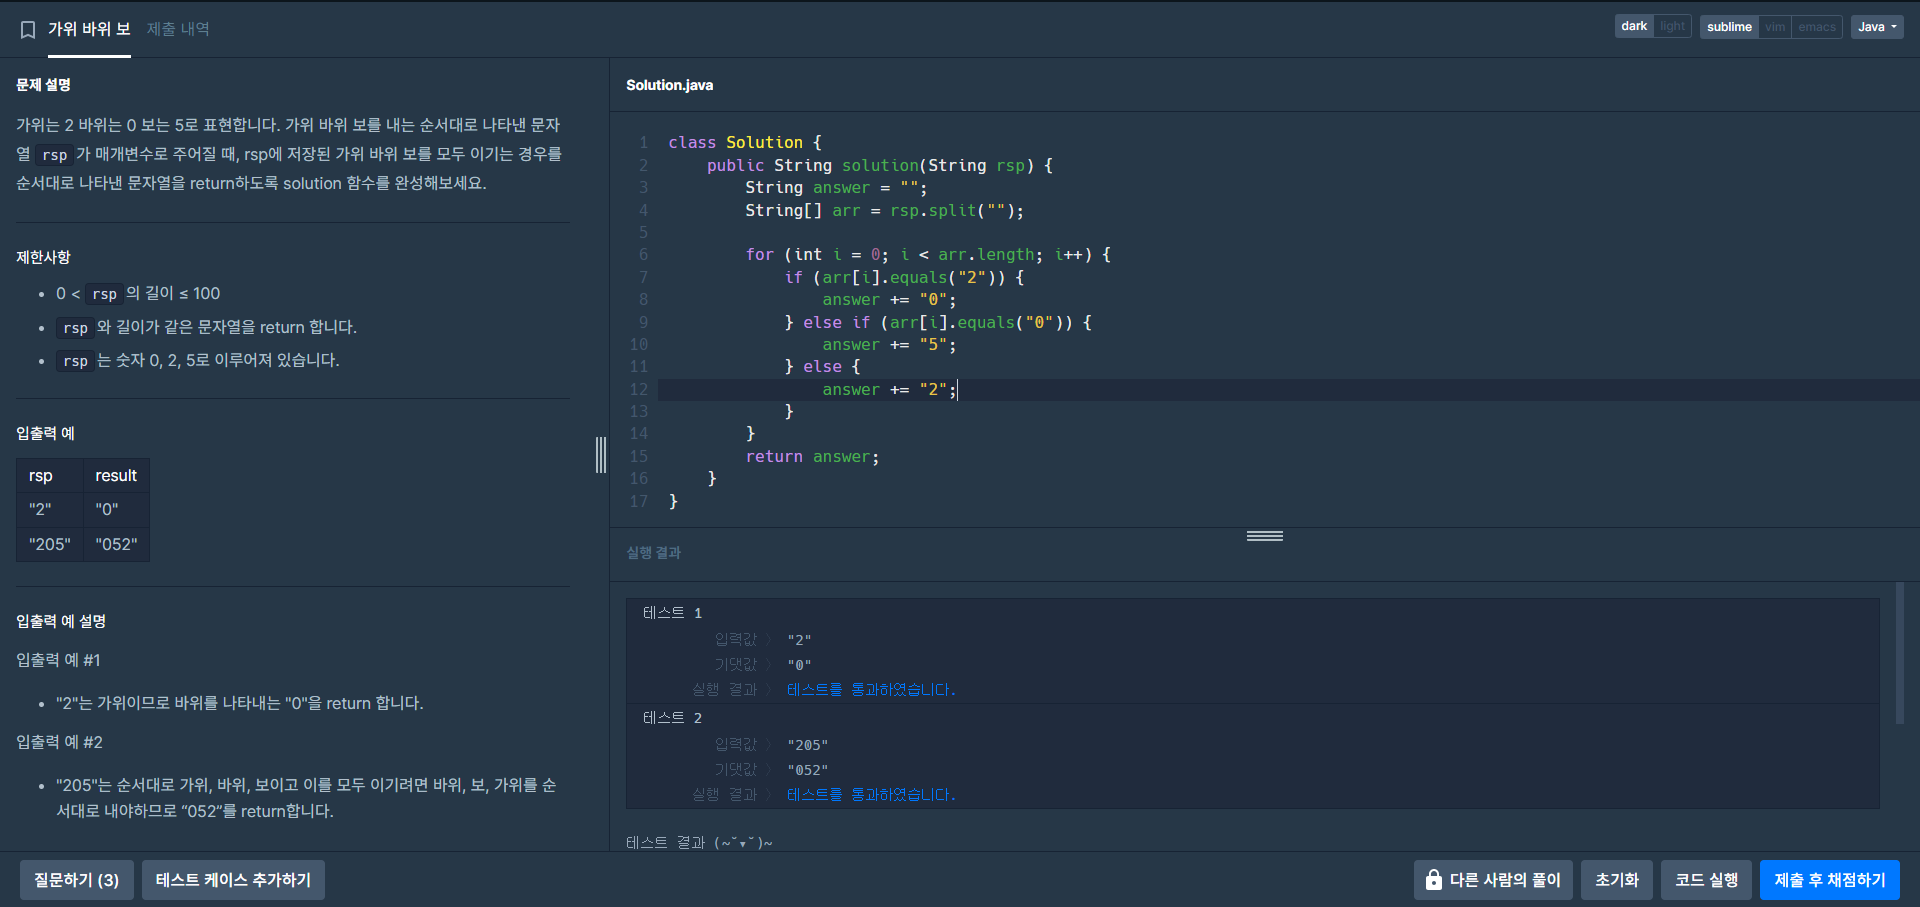 가위 바위 보 제출 내역 dark light sublime vim emacs Java
문제 설명
가위는 2 바위는 0 보는 5로 표현합니다. 가위 바위 보를 내는 순서대로 나타낸 문자
열 rsp 가 매개변수로 주어질 때, rsp에 저장된 가위 바위 보를 모두 이기는 경우를
순서대로 나타낸 문자열을 return하도록 solution 함수를 완성해보세요.
제한사항
• 0 < rsp 의 길이 ≤ 100
• rsp 와 길이가 같은 문자열을 return 합니다.
• rsp 는 숫자 0, 2, 5로 이루어져 있습니다.
입출력 예
rsp result
"2" "0"
"205" "052"
입출력 예 설명
입출력 예 #1
• "2"는 가위이므로 바위를 나타내는 "0"을 return 합니다.
입출력 예 #2
• "205"는 순서대로 가위, 바위, 보이고 이를 모두 이기려면 바위, 보, 가위를 순
서대로 내야하므로 “052”를 return합니다.
Solution.java
1 class Solution {
2     public String solution(String rsp) {
3         String answer = "";
4         String[] arr = rsp.split("");
5
6         for (int i = 0; i < arr.length; i++) {
7             if (arr[i].equals("2")) {
8                 answer += "0";
9             } else if (arr[i].equals("0")) {
10                 answer += "5";
11             } else {
12                 answer += "2";
13             }
14         }
15         return answer;
16     }
17 }
실행 결과
테스트 1
입력값 〉 "2"
기댓값 〉 "0"
실행 결과 〉 테스트를 통과하였습니다.
테스트 2
입력값 〉 "205"
기댓값 〉 "052"
실행 결과 〉 테스트를 통과하였습니다.
테스트 결과 (~˘▾˘)~
질문하기 (3) 테스트 케이스 추가하기 다른 사람의 풀이 초기화 코드 실행 제출 후 채점하기